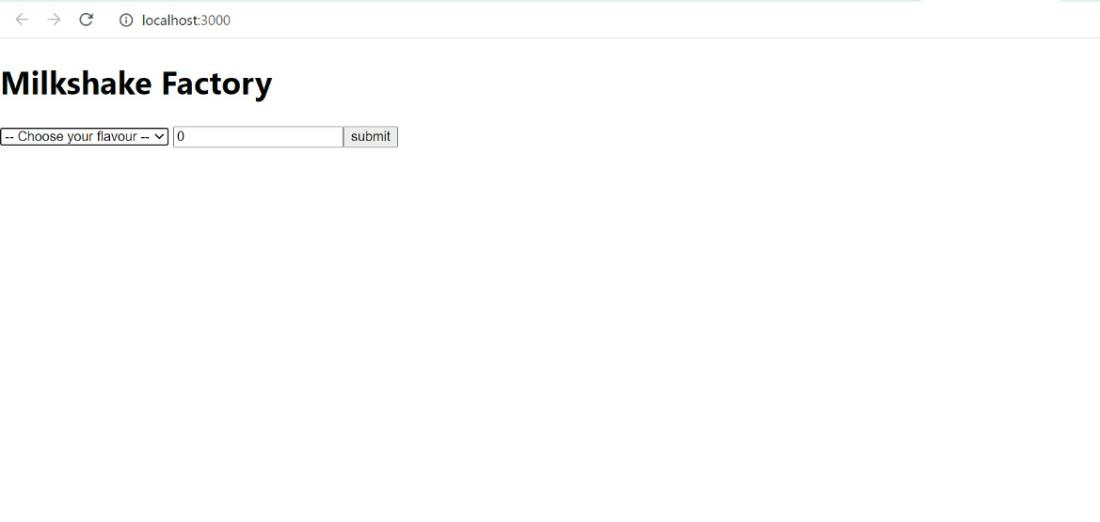 localhost:3000
Milkshake Factory
-- Choose your flavour -- 0 submit